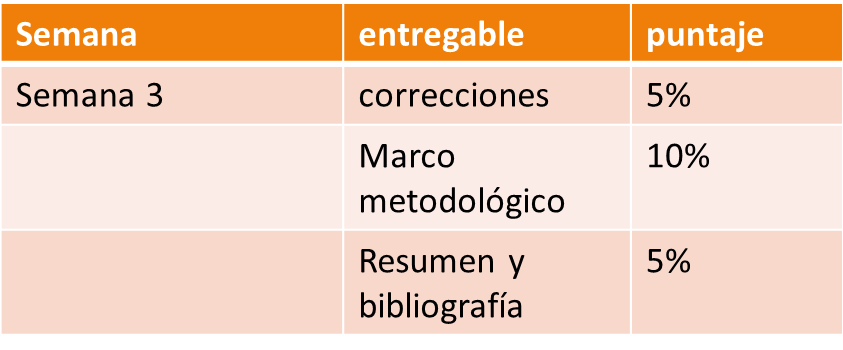 Semana entregable puntaje
Semana 3 correcciones 5%
Marco 10%
metodológico
Resumen y 5%
bibliografía